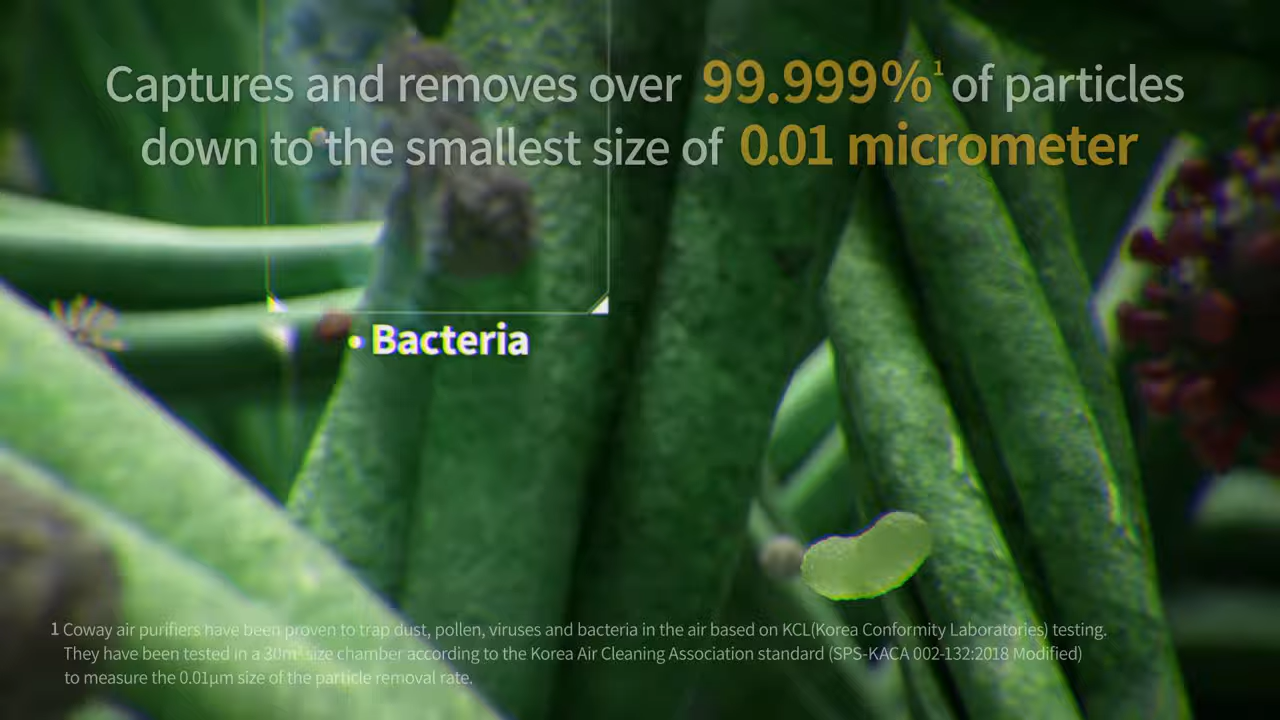 Captures and removes over 99.999%¹ of particles
down to the smallest size of 0.01 micrometer
• Bacteria
1 Coway air purifiers have been proven to trap dust, pollen, viruses and bacteria in the air based on KCL(Korea Conformity Laboratories) testing.
They have been tested in a 30m³ size chamber according to the Korea Air Cleaning Association standard (SPS-KACA 002-132:2018 Modified)
to measure the 0.01μm size of the particle removal rate.